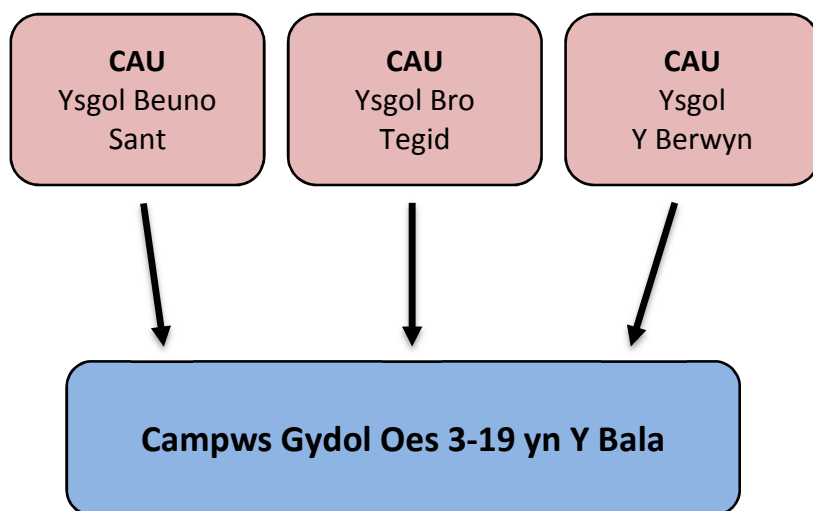 CAU
Ysgol Beuno
Sant
CAU
Ysgol Bro
Tegid
CAU
Ysgol
Y Berwyn
Campws Gydol Oes 3-19 yn Y Bala